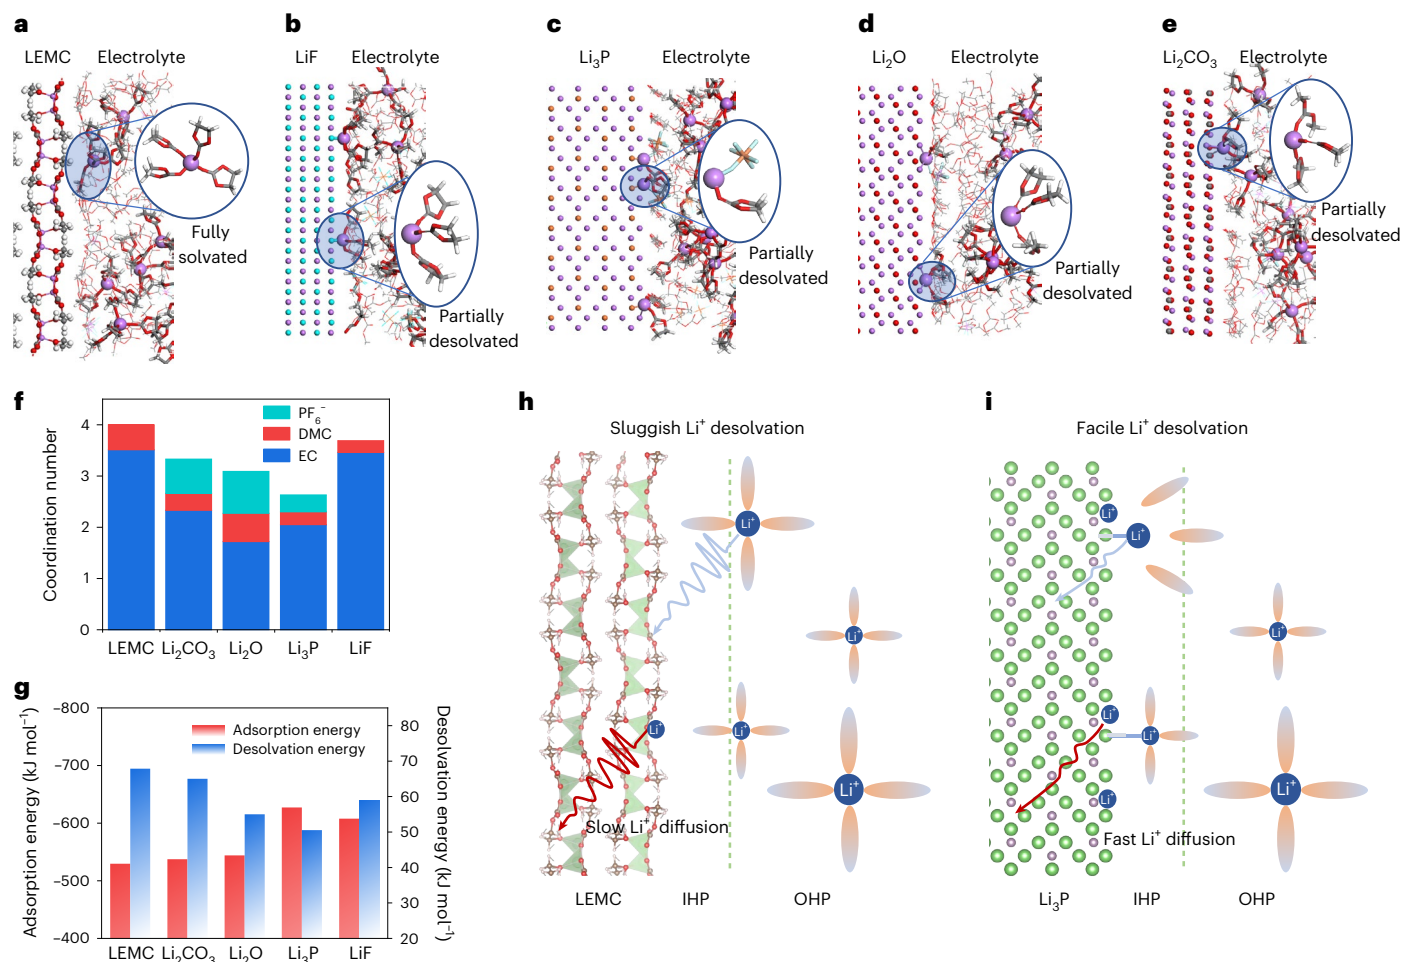 a
LEMC Electrolyte
Fully
solvated
b
LiF Electrolyte
Partially
desolvated
c
Li3P Electrolyte
Partially
desolvated
d
Li2O Electrolyte
Partially
desolvated
e
Li2CO3 Electrolyte
Partially
desolvated
f
Coordination number
4
3
2
1
0
PF6−
DMC
EC
LEMC Li2CO3 Li2O Li3P LiF
g
Adsorption energy (kJ mol−1)
−800
−700
−600
−500
−400
Adsorption energy
Desolvation energy
80
70
60
50
40
30
20
Desolvation energy (kJ mol−1)
LEMC Li2CO3 Li2O Li3P LiF
h
Sluggish Li+ desolvation
Li+
Li+
Li+
Li+
Li+
Slow Li+ diffusion
LEMC IHP OHP
i
Facile Li+ desolvation
Li+
Li+
Li+
Li+
Li+
Li+
Li+
Fast Li+ diffusion
Li3P IHP OHP